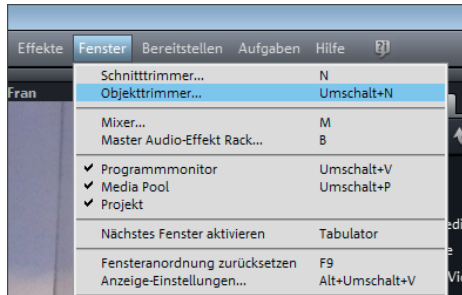 Effekte Fenster Bereitstellen Aufgaben Hilfe
Fran
Schnitttrimmer... N
Objekttrimmer... Umschalt+N
Mixer... M
Master Audio-Effekt Rack... B
Programmmonitor Umschalt+V
Media Pool Umschalt+P
Projekt
Nächstes Fenster aktivieren Tabulator
Fensteranordnung zurücksetzen F9
Anzeige-Einstellungen... Alt+Umschalt+V